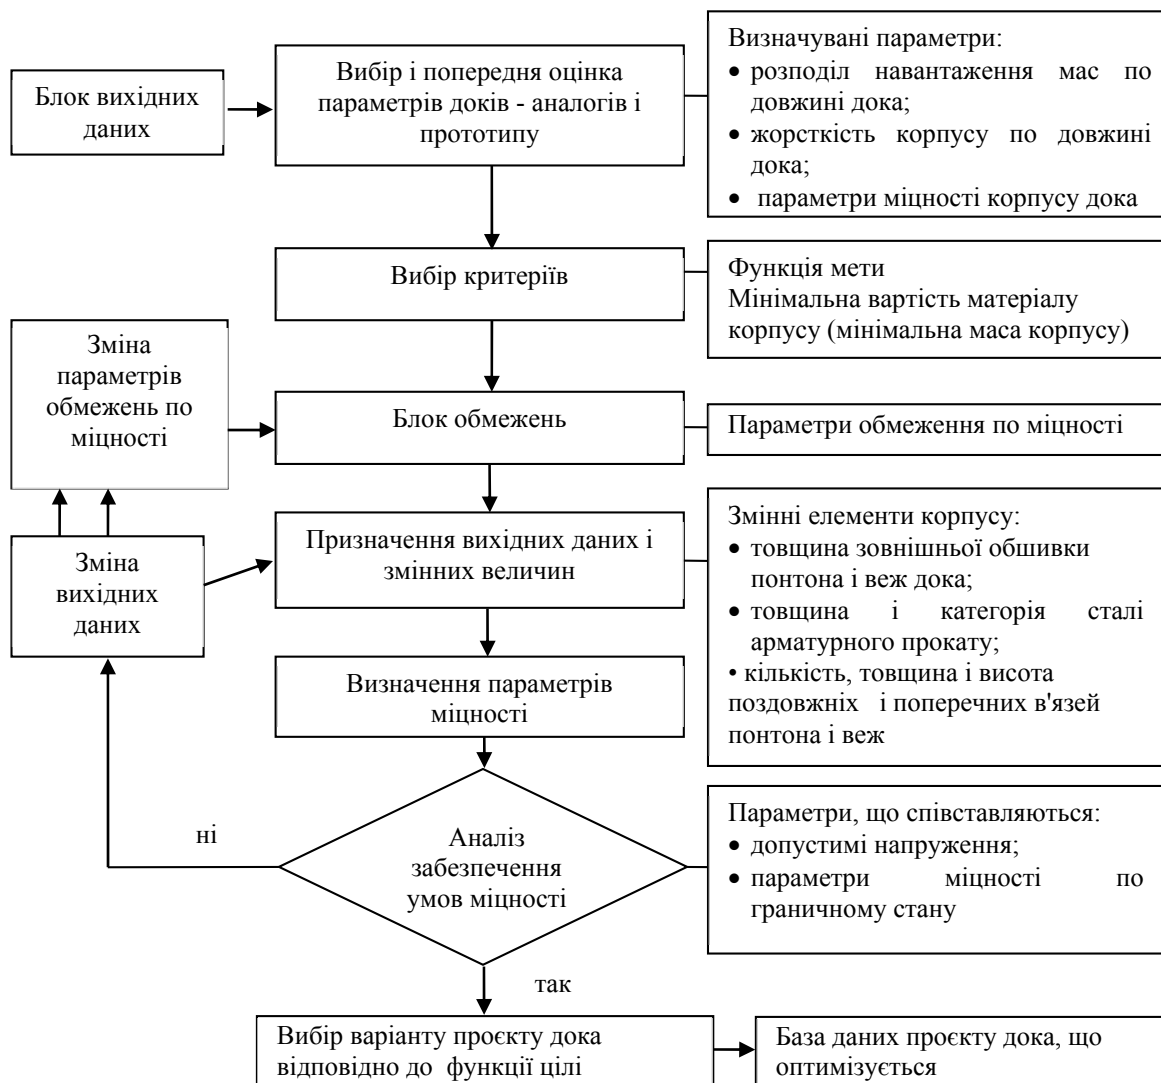 Блок вихідних
даних
Вибір і попередня оцінка
параметрів доків - аналогів і
прототипу
Визначувані параметри:
• розподіл навантаження мас по
довжині дока;
• жорсткість корпусу по довжині
дока;
• параметри міцності корпусу дока
Вибір критеріїв
Функція мети
Мінімальна вартість матеріалу
корпусу (мінімальна маса корпусу)
Зміна
параметрів
обмежень по
міцності
Блок обмежень
Параметри обмеження по міцності
Зміна
вихідних
даних
Призначення вихідних даних і
змінних величин
Змінні елементи корпусу:
• товщина зовнішньої обшивки
понтона і веж дока;
• товщина і категорія сталі
арматурного прокату;
• кількість, товщина і висота
поздовжніх і поперечних в'язей
понтона і веж
Визначення параметрів
міцності
ні
Аналіз
забезпечення
умов міцності
Параметри, що співставляються:
• допустимі напруження;
• параметри міцності по
граничному стану
так
Вибір варіанту проєкту дока
відповідно до функції цілі
База даних проєкту дока, що
оптимізується